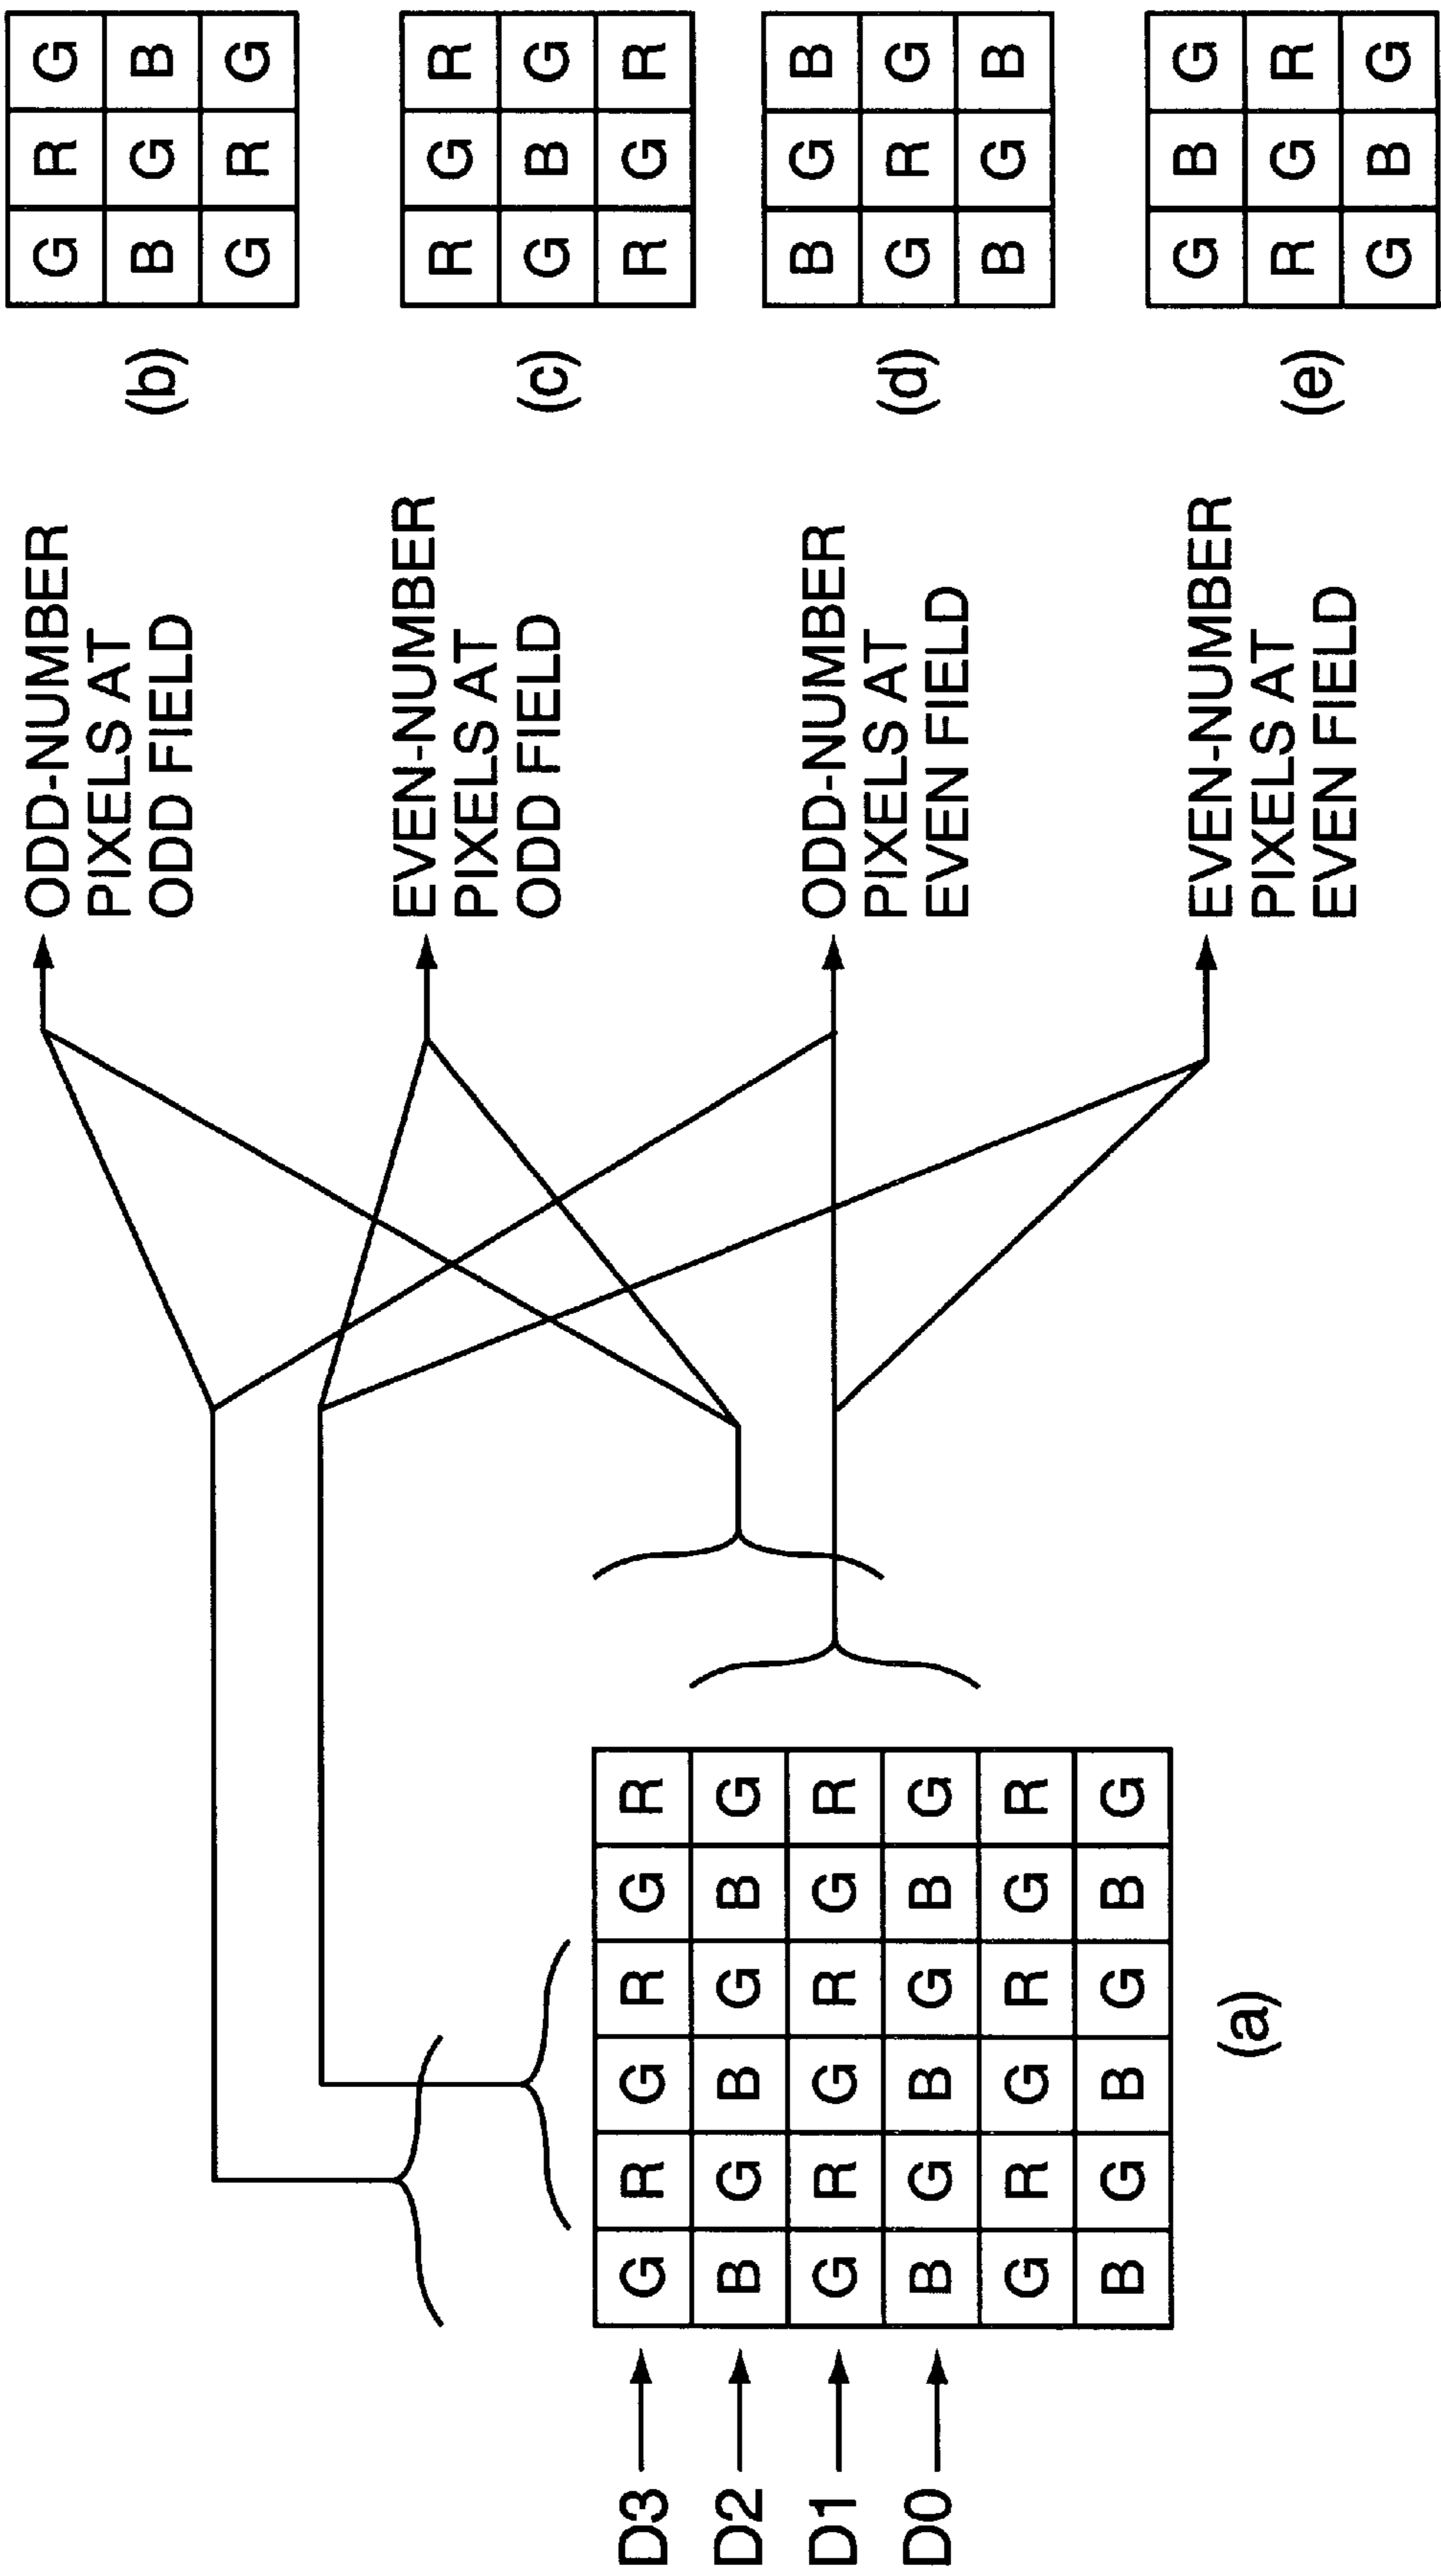 ODD-NUMBER
PIXELS AT
ODD FIELD
(b)
G R G
B G B
G R G
EVEN-NUMBER
PIXELS AT
ODD FIELD
(c)
R G R
G B G
R G R
ODD-NUMBER
PIXELS AT
EVEN FIELD
(d)
B G B
G R G
B G B
EVEN-NUMBER
PIXELS AT
EVEN FIELD
(e)
G B G
R G R
G B G
D3 G R G R G R
D2 B G B G B G
D1 G R G R G R
D0 B G B G B G
G R G R G R
B G B G B G
(a)